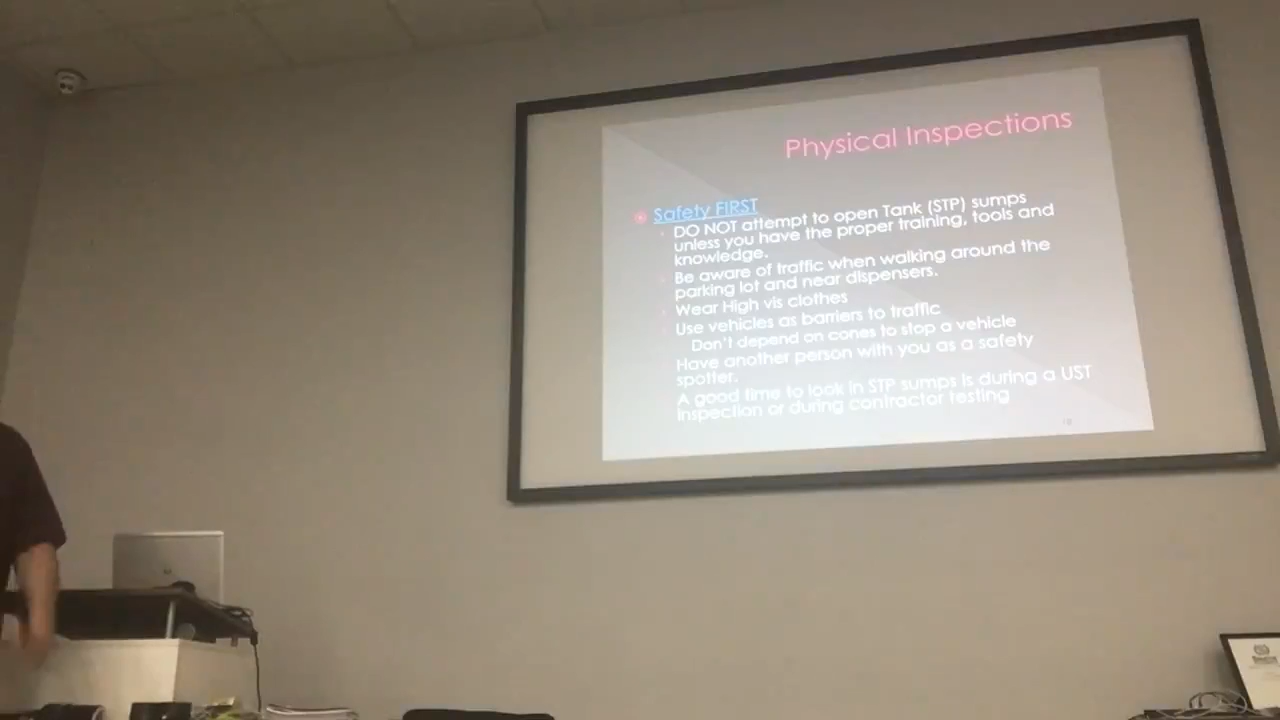 Physical Inspections
Safety FIRST
DO NOT attempt to open Tank (STP) sumps
unless you have the proper training, tools and
knowledge.
Be aware of traffic when walking around the
parking lot and near dispensers.
Wear High vis clothes
Use vehicles as barriers to traffic
Don't depend on cones to stop a vehicle
Have another person with you as a safety
spotter.
A good time to look in STP sumps is during a UST
inspection or during contractor testing